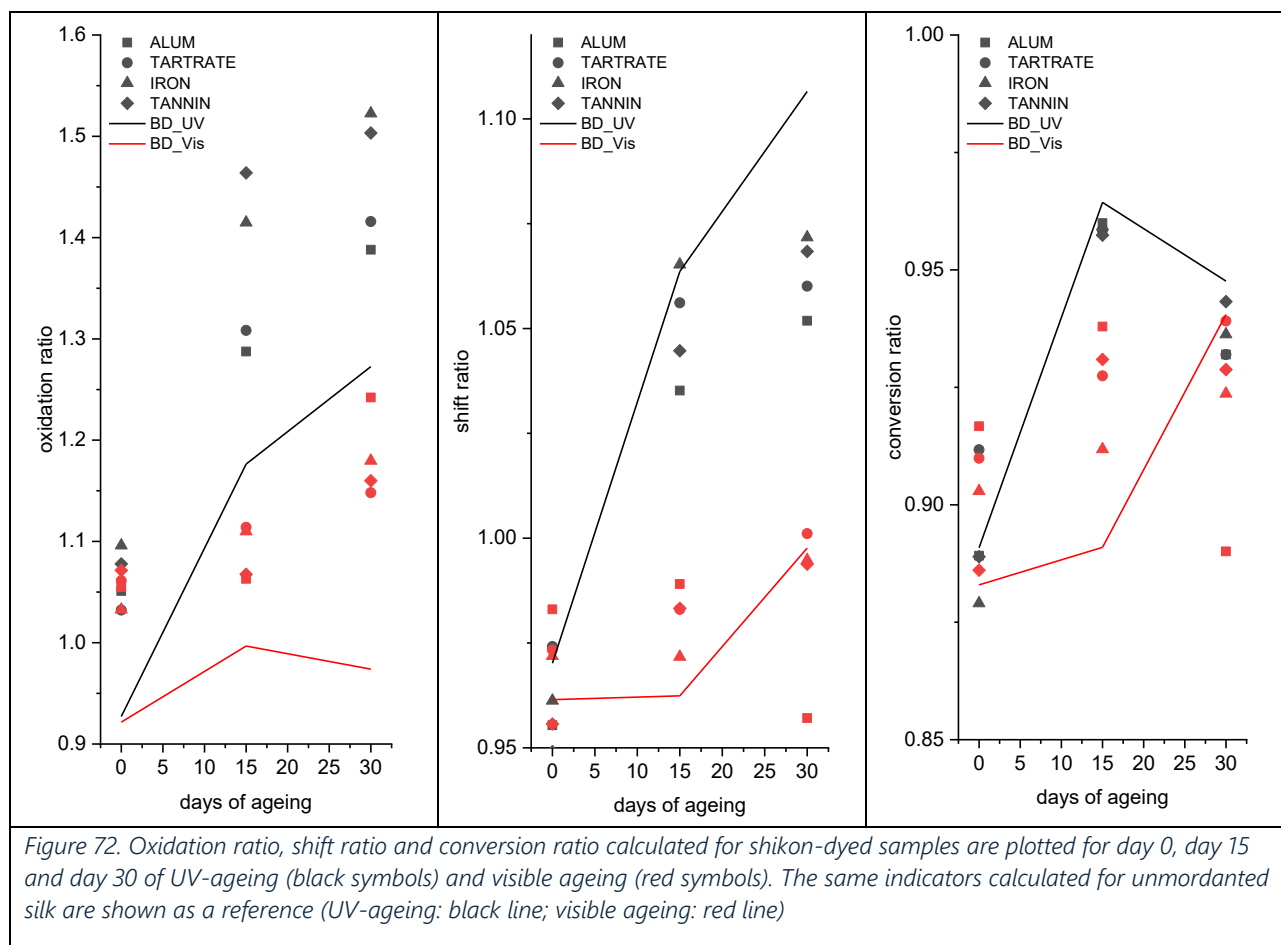 1.6
1.5
1.4
1.3
1.2
1.1
1.0
0.9
oxidation ratio
ALUM
TARTRATE
IRON
TANNIN
BD_UV
BD_Vis
0 5 10 15 20 25 30
days of ageing
1.10
1.05
1.00
0.95
shift ratio
ALUM
TARTRATE
IRON
TANNIN
BD_UV
BD_Vis
0 5 10 15 20 25 30
days of ageing
1.00
0.95
0.90
0.85
conversion ratio
ALUM
TARTRATE
IRON
TANNIN
BD_UV
BD_Vis
0 5 10 15 20 25 30
days of ageing
Figure 72. Oxidation ratio, shift ratio and conversion ratio calculated for shikon-dyed samples are plotted for day 0, day 15
and day 30 of UV-ageing (black symbols) and visible ageing (red symbols). The same indicators calculated for unmordanted
silk are shown as a reference (UV-ageing: black line; visible ageing: red line)